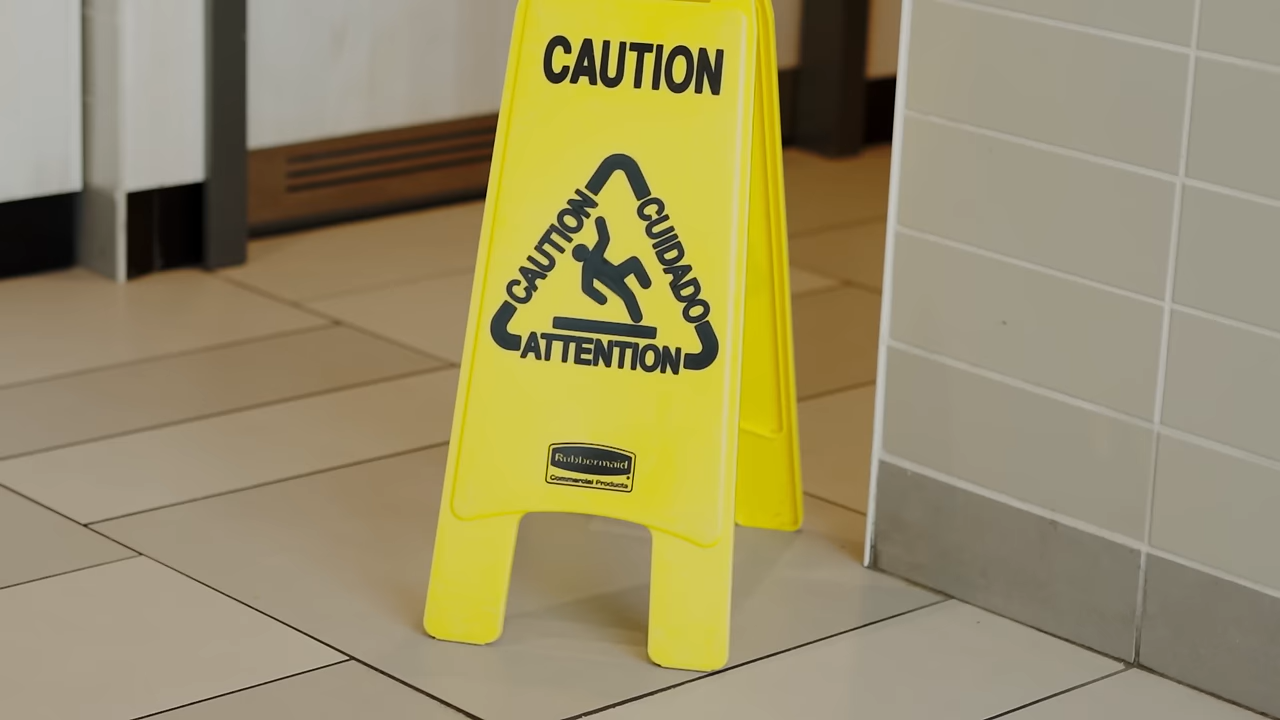 CAUTION
CAUTION
CUIDADO
ATTENTION
Rubbermaid
Commercial Products